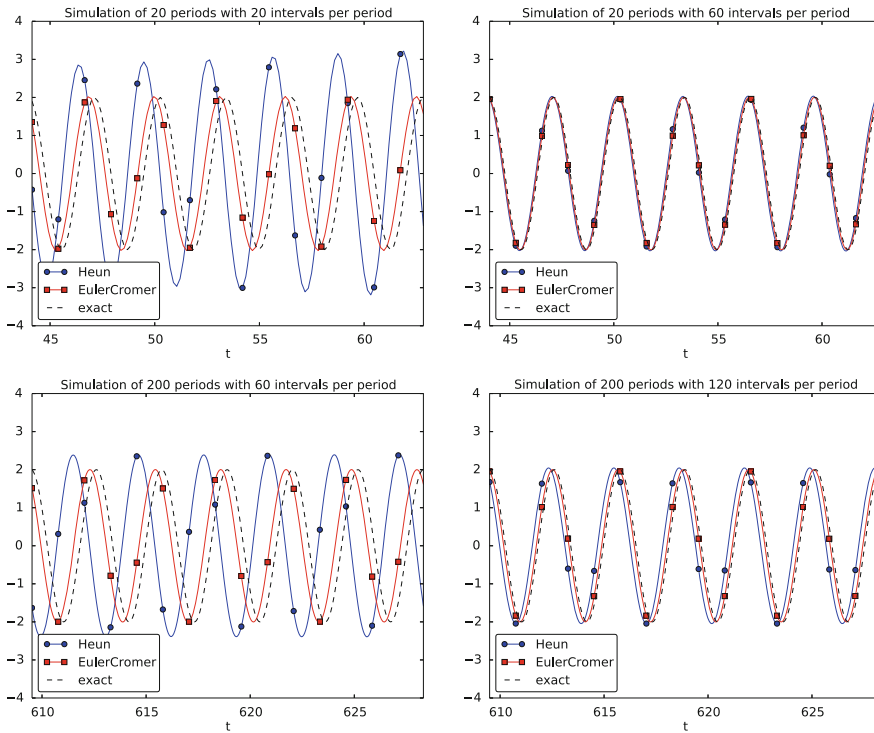 Simulation of 20 periods with 20 intervals per period
4
3
2
1
0
−1
−2
−3
−4
45
50
55
60
t
Heun
EulerCromer
exact
Simulation of 20 periods with 60 intervals per period
4
3
2
1
0
−1
−2
−3
−4
45
50
55
60
t
Heun
EulerCromer
exact
Simulation of 200 periods with 60 intervals per period
4
3
2
1
0
−1
−2
−3
−4
610
615
620
625
t
Heun
EulerCromer
exact
Simulation of 200 periods with 120 intervals per period
4
3
2
1
0
−1
−2
−3
−4
610
615
620
625
t
Heun
EulerCromer
exact